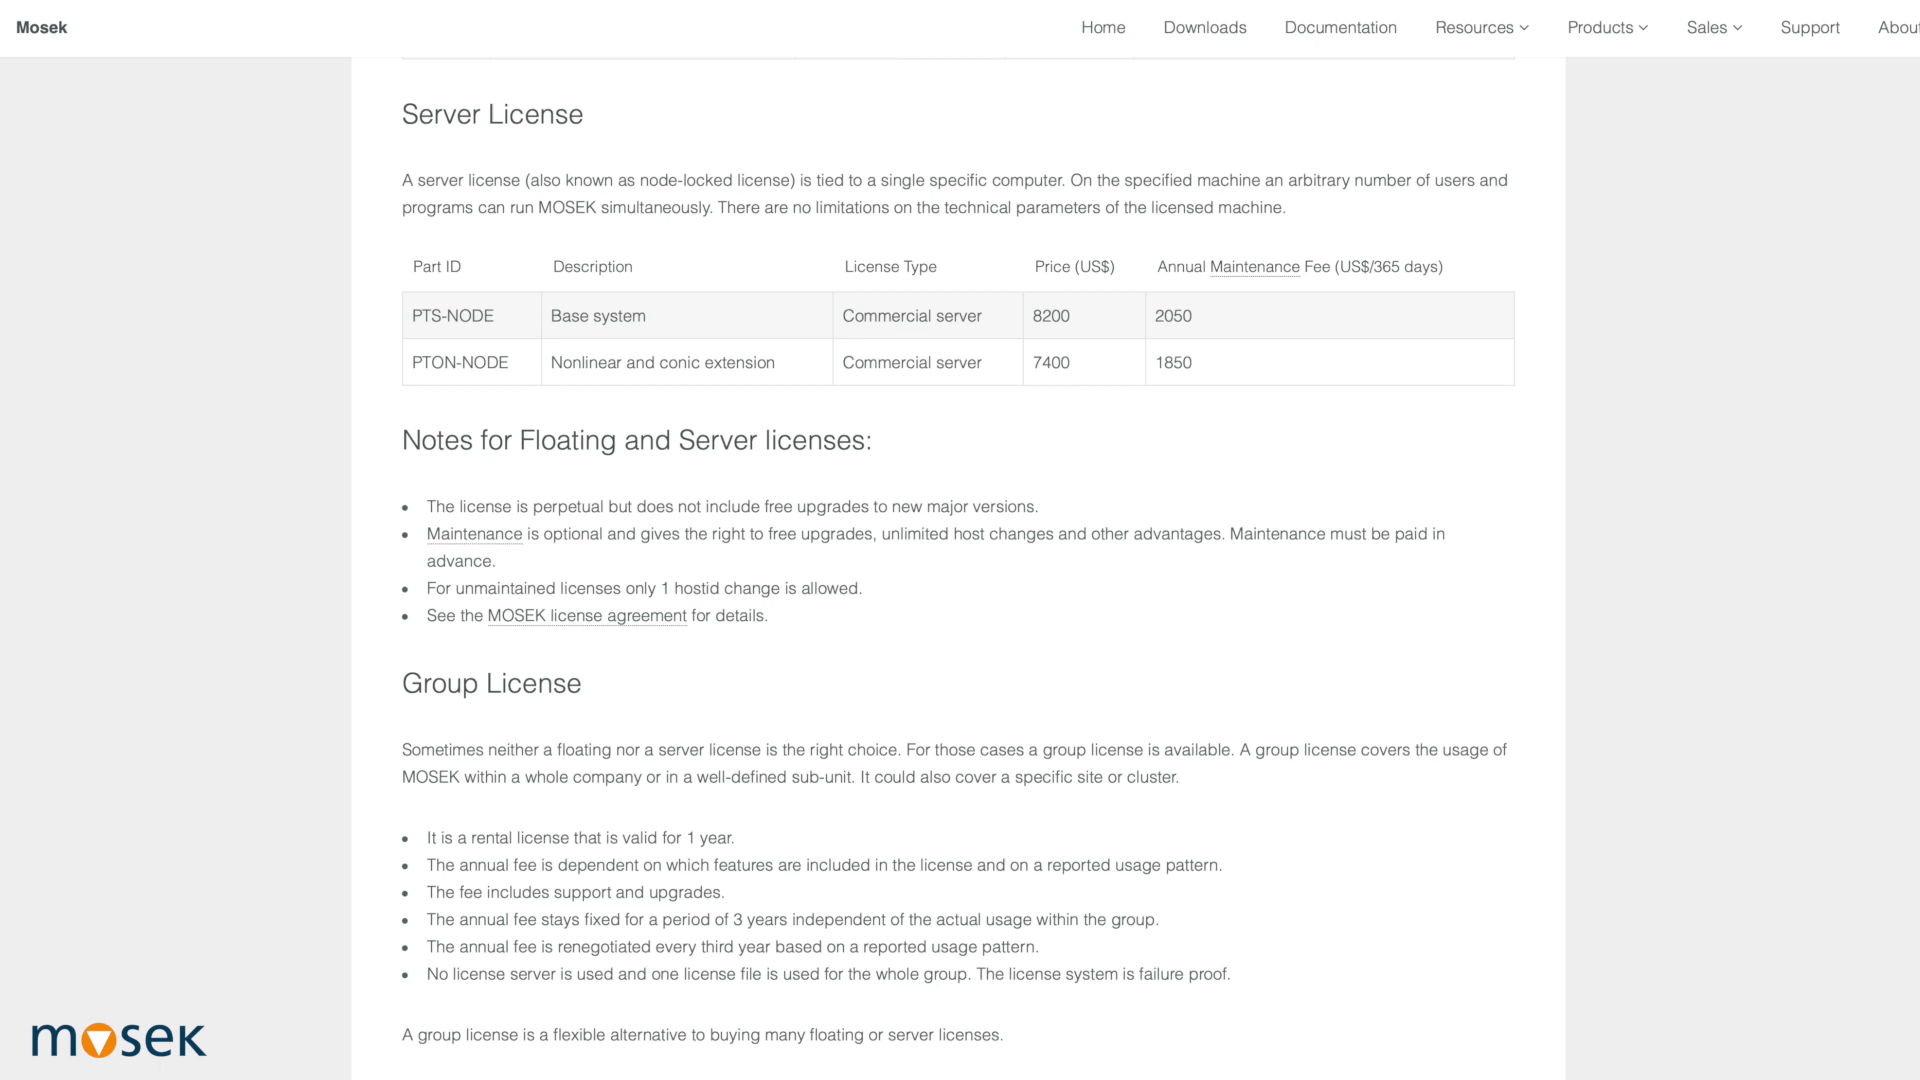 Mosek Home Downloads Documentation Resources Products Sales Support About
Server License
A server license (also known as node-locked license) is tied to a single specific computer. On the specified machine an arbitrary number of users and
programs can run MOSEK simultaneously. There are no limitations on the technical parameters of the licensed machine.
Part ID Description License Type Price (US$) Annual Maintenance Fee (US$/365 days)
PTS-NODE Base system Commercial server 8200 2050
PTON-NODE Nonlinear and conic extension Commercial server 7400 1850
Notes for Floating and Server licenses:
The license is perpetual but does not include free upgrades to new major versions.
Maintenance is optional and gives the right to free upgrades, unlimited host changes and other advantages. Maintenance must be paid in
advance.
For unmaintained licenses only 1 hostid change is allowed.
See the MOSEK license agreement for details.
Group License
Sometimes neither a floating nor a server license is the right choice. For those cases a group license is available. A group license covers the usage of
MOSEK within a whole company or in a well-defined sub-unit. It could also cover a specific site or cluster.
It is a rental license that is valid for 1 year.
The annual fee is dependent on which features are included in the license and on a reported usage pattern.
The fee includes support and upgrades.
The annual fee stays fixed for a period of 3 years independent of the actual usage within the group.
The annual fee is renegotiated every third year based on a reported usage pattern.
No license server is used and one license file is used for the whole group. The license system is failure proof.
A group license is a flexible alternative to buying many floating or server licenses.
mosek